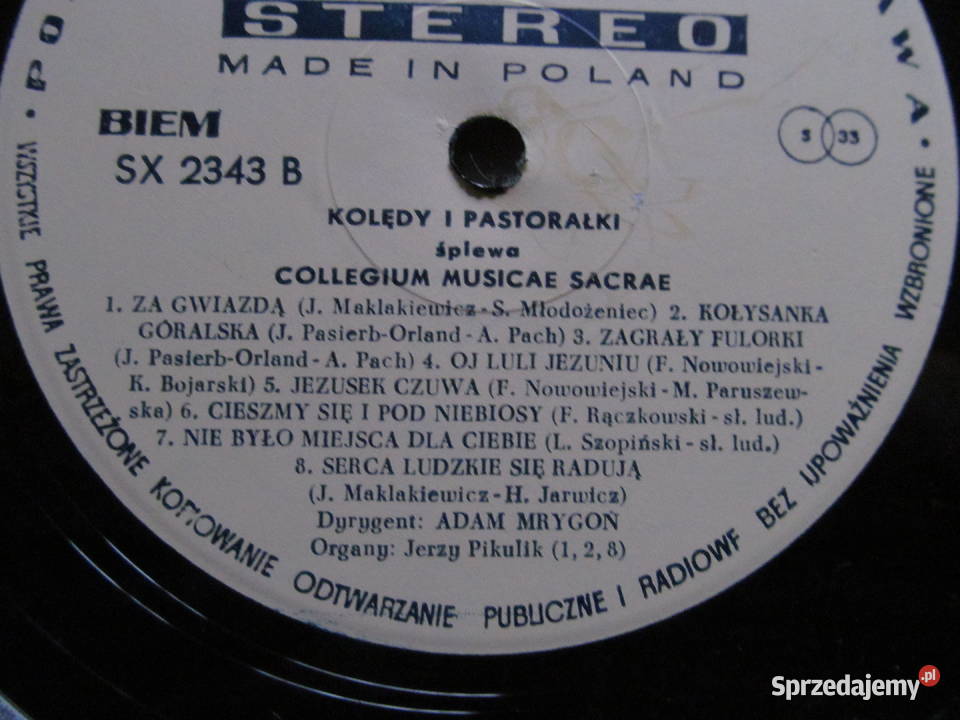 STEREO
MADE IN POLAND
BIEM
SX 2343 B
S 33
KOLĘDY I PASTORAŁKI
śpiewa
COLLEGIUM MUSICAE SACRAE
1. ZA GWIAZDĄ (J. Maklakiewicz-S. Młodożeniec) 2. KOŁYSANKA
GÓRALSKA (J. Pasierb-Orland-A. Pach) 3. ZAGRAŁY FULORKI
(J. Pasierb-Orland-A. Pach) 4. OJ LULI JEZUNIU (F. Nowowiejski-
K. Bojarski) 5. JEZUSEK CZUWA (F. Nowowiejski-M. Paruszew-
ska) 6. CIESZMY SIĘ I POD NIEBIOSY (F. Rączkowski-sł. lud.)
7. NIE BYŁO MIEJSCA DLA CIEBIE (L. Szopiński-sł. lud.)
8. SERCA LUDZKIE SIĘ RADUJĄ
(J. Maklakiewicz-H. Jarwicz)
Dyrygent: ADAM MRYGOŃ
Organy: Jerzy Pikulik (1, 2, 8)
• WSZYSTKIE PRAWA ZASTRZEŻONE KOPIOWANIE ODTWARZANIE PUBLICZNE I RADIOWE BEZ UPOWAŻNIENIA WZBRONIONE •
Sprzedajemy.pl